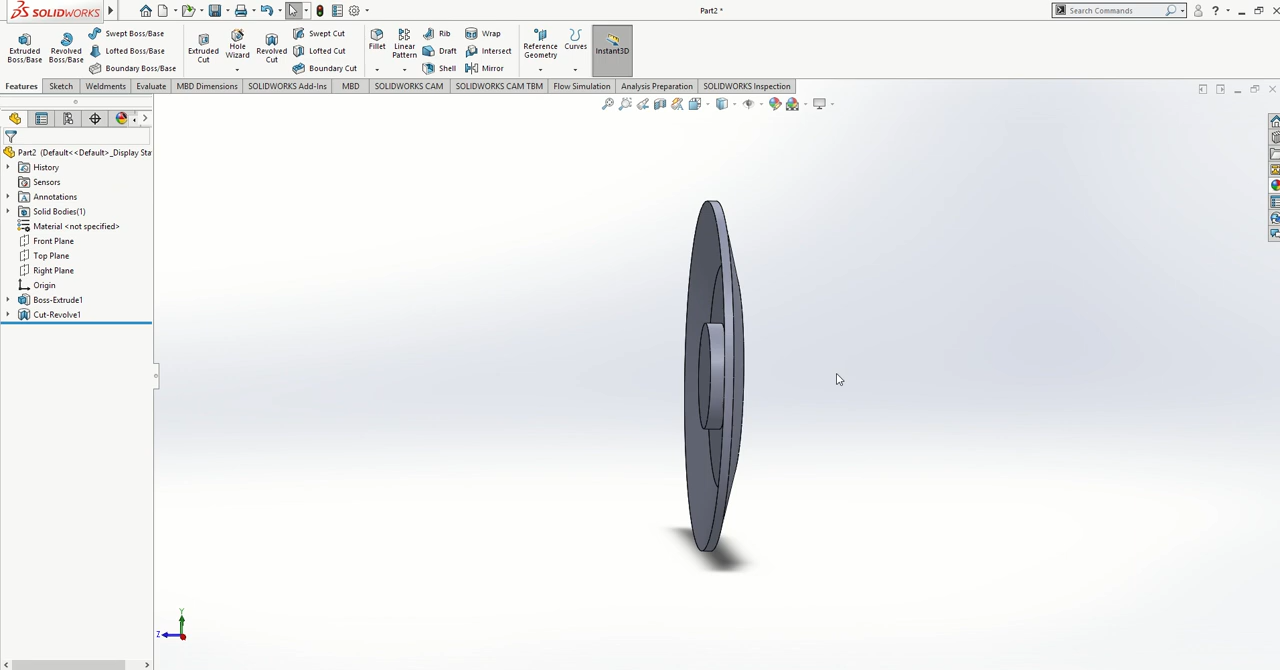 SOLIDWORKS
Part2 *
Search Commands
Extruded Boss/Base
Revolved Boss/Base
Swept Boss/Base
Lofted Boss/Base
Boundary Boss/Base
Extruded Cut
Hole Wizard
Revolved Cut
Swept Cut
Lofted Cut
Boundary Cut
Fillet
Linear Pattern
Rib
Draft
Shell
Wrap
Intersect
Mirror
Reference Geometry
Curves
Instant3D
Features Sketch Weldments Evaluate MBD Dimensions SOLIDWORKS Add-Ins MBD SOLIDWORKS CAM SOLIDWORKS CAM TBM Flow Simulation Analysis Preparation SOLIDWORKS Inspection
Part2 (Default<<Default>_Display Sta
History
Sensors
Annotations
Solid Bodies(1)
Material <not specified>
Front Plane
Top Plane
Right Plane
Origin
Boss-Extrude1
Cut-Revolve1
Y
Z